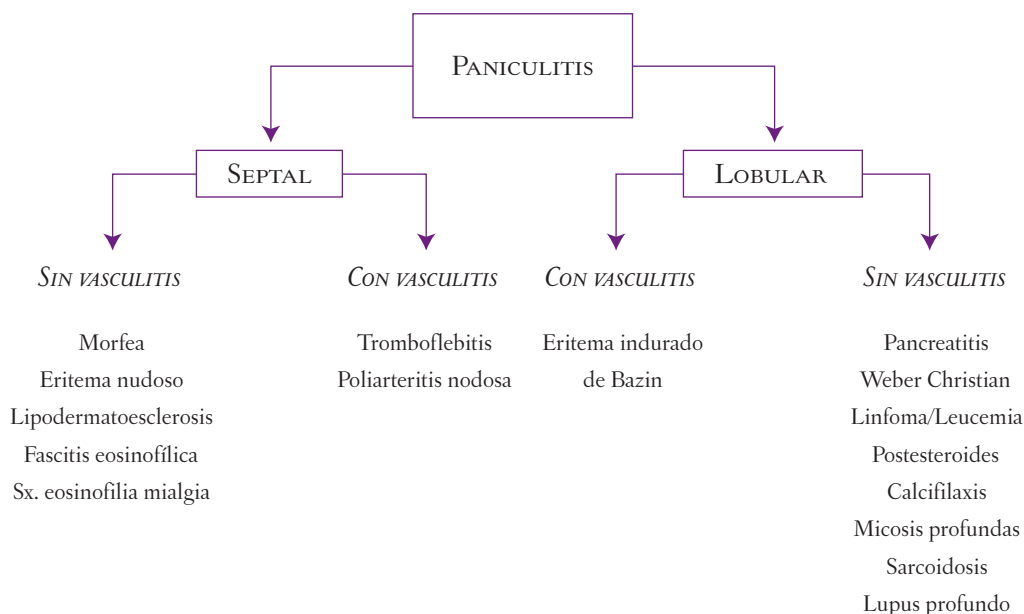 PANICULITIS
SEPTAL
LOBULAR
SIN VASCULITIS
CON VASCULITIS
CON VASCULITIS
SIN VASCULITIS
Morfea
Eritema nudoso
Lipodermatoesclerosis
Fascitis eosinofílica
Sx. eosinofilia mialgia
Tromboflebitis
Poliarteritis nodosa
Eritema indurado
de Bazin
Pancreatitis
Weber Christian
Linfoma/Leucemia
Postesteroides
Calcifilaxis
Micosis profundas
Sarcoidosis
Lupus profundo